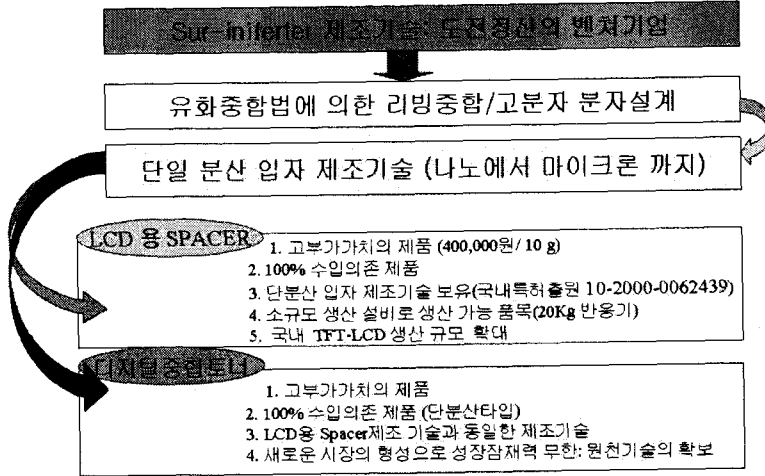 Sur-iniferter 제조기술: 도전정신의 벤처기업
유화중합법에 의한 리빙중합/고분자 분자설계
단일 분산 입자 제조기술 (나노에서 마이크론 까지)
LCD 용 SPACER
1. 고부가가치의 제품 (400,000원/ 10 g)
2. 100% 수입의존 제품
3. 단분산 입자 제조기술 보유(국내특허출원 10-2000-0062439)
4. 소규모 생산 설비로 생산 가능 품목(20Kg 반응기)
5. 국내 TFT-LCD 생산 규모 확대
디지털중합토너
1. 고부가가치의 제품
2. 100% 수입의존 제품 (단분산타입)
3. LCD용 Spacer제조 기술과 동일한 제조기술
4. 새로운 시장의 형성으로 성장잠재력 무한: 원천기술의 확보